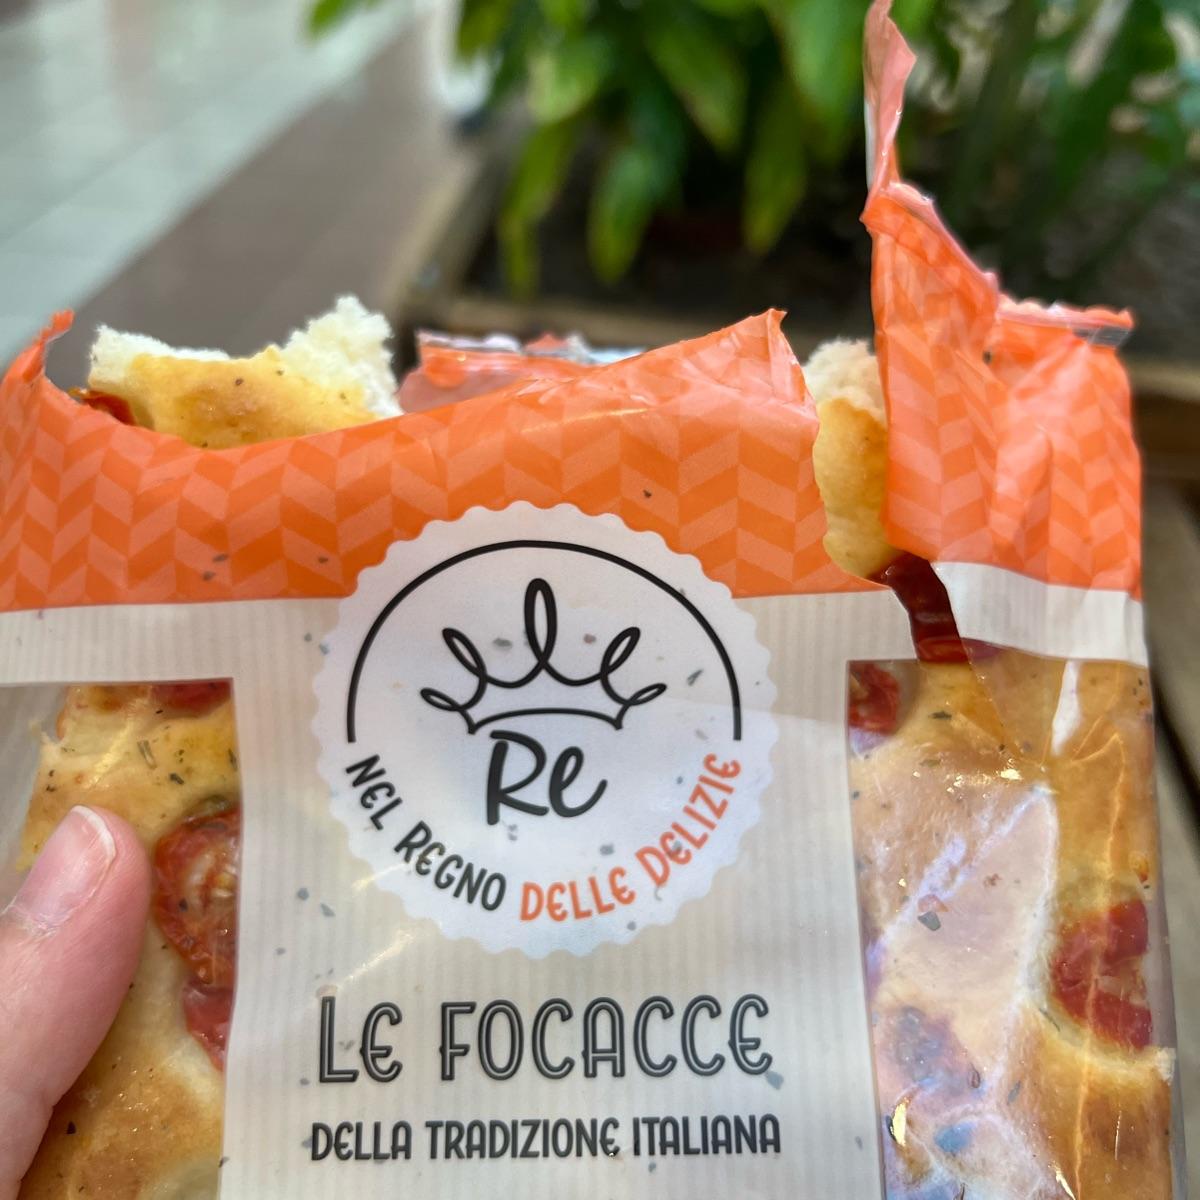 Re
NEL REGNO DELLE DELIZIE
LE FOCACCE
DELLA TRADIZIONE ITALIANA